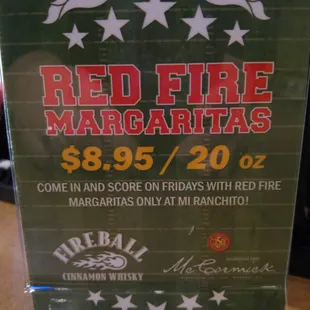 RED FIRE
MARGARITAS
$8.95 / 20 OZ
COME IN AND SCORE ON FRIDAYS WITH RED FIRE
MARGARITAS ONLY AT MI RANCHITO!
FIREBALL
CINNAMON WHISKY
McCormick